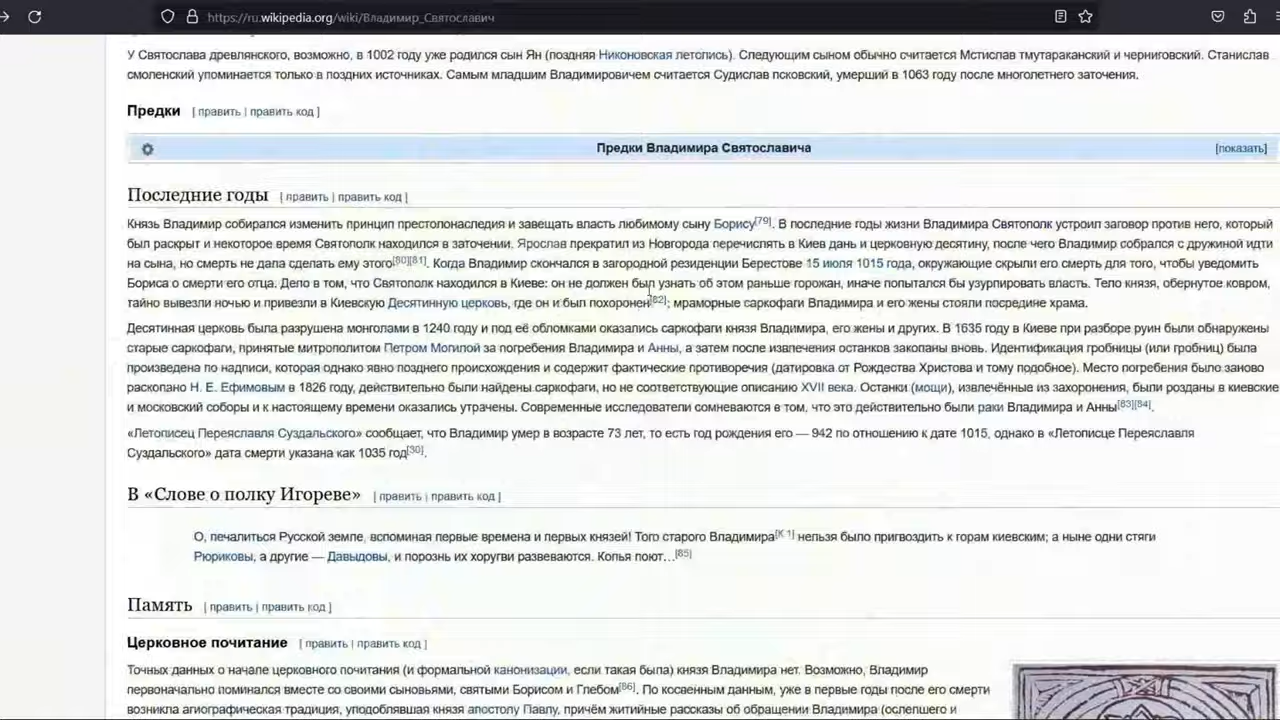 https://ru.wikipedia.org/wiki/Владимир_Святославич
У Святослава древлянского, возможно, в 1002 году уже родился сын Ян (поздняя Никоновская летопись). Следующим сыном обычно считается Мстислав тмутараканский и черниговский. Станислав
смоленский упоминается только в поздних источниках. Самым младшим Владимировичем считается Судислав псковский, умерший в 1063 году после многолетнего заточения.
Предки [ править | править код ]
Предки Владимира Святославича [показать]
Последние годы [ править | править код ]
Князь Владимир собирался изменить принцип престолонаследия и завещать власть любимому сыну Борису[79]. В последние годы жизни Владимира Святополк устроил заговор против него, который
был раскрыт и некоторое время Святополк находился в заточении. Ярослав прекратил из Новгорода перечислять в Киев дань и церковную десятину, после чего Владимир собрался с дружиной идти
на сына, но смерть не дала сделать ему этого[80][81]. Когда Владимир скончался в загородной резиденции Берестове 15 июля 1015 года, окружающие скрыли его смерть для того, чтобы уведомить
Бориса о смерти его отца. Дело в том, что Святополк находился в Киеве: он не должен был узнать об этом раньше горожан, иначе попытался бы узурпировать власть. Тело князя, обернутое ковром,
тайно вывезли ночью и привезли в Киевскую Десятинную церковь, где он и был похоронен[82]; мраморные саркофаги Владимира и его жены стояли посредине храма.
Десятинная церковь была разрушена монголами в 1240 году и под её обломками оказались саркофаги князя Владимира, его жены и других. В 1635 году в Киеве при разборе руин были обнаружены
старые саркофаги, принятые митрополитом Петром Могилой за погребения Владимира и Анны, а затем после извлечения останков закопаны вновь. Идентификация гробницы (или гробниц) была
произведена по надписи, которая однако явно позднего происхождения и содержит фактические противоречия (датировка от Рождества Христова и тому подобное). Место погребения было заново
раскопано Н. Е. Ефимовым в 1826 году, действительно были найдены саркофаги, но не соответствующие описанию XVII века. Останки (мощи), извлечённые из захоронения, были розданы в киевские
и московский соборы и к настоящему времени оказались утрачены. Современные исследователи сомневаются в том, что это действительно были раки Владимира и Анны[83][84].
«Летописец Переяславля Суздальского» сообщает, что Владимир умер в возрасте 73 лет, то есть год рождения его — 942 по отношению к дате 1015, однако в «Летописце Переяславля
Суздальского» дата смерти указана как 1035 год[30].
В «Слове о полку Игореве» [ править | править код ]
О, печалиться Русской земле, вспоминая первые времена и первых князей! Того старого Владимира[К 1] нельзя было пригвоздить к горам киевским; а ныне одни стяги
Рюриковы, а другие — Давыдовы, и порознь их хоругви развеваются. Копья поют…[85]
Память [ править | править код ]
Церковное почитание [ править | править код ]
Точных данных о начале церковного почитания (и формальной канонизации, если такая была) князя Владимира нет. Возможно, Владимир
первоначально поминался вместе со своими сыновьями, святыми Борисом и Глебом[86]. По косвенным данным, уже в первые годы после его смерти
возникла агиографическая традиция, уподоблявшая князя апостолу Павлу, причём житийные рассказы об обращении Владимира (ослепшего и